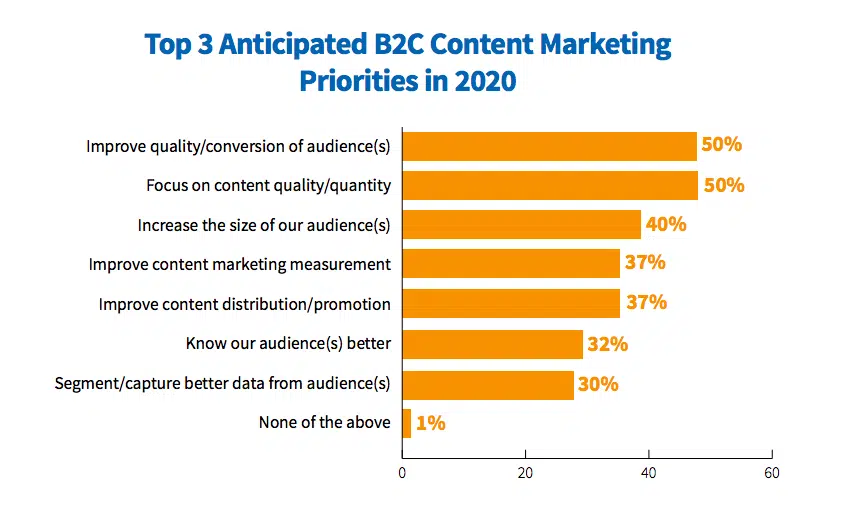 Top 3 Anticipated B2C Content Marketing
Priorities in 2020
Improve quality/conversion of audience(s) 50%
Focus on content quality/quantity 50%
Increase the size of our audience(s) 40%
Improve content marketing measurement 37%
Improve content distribution/promotion 37%
Know our audience(s) better 32%
Segment/capture better data from audience(s) 30%
None of the above 1%
0 20 40 60